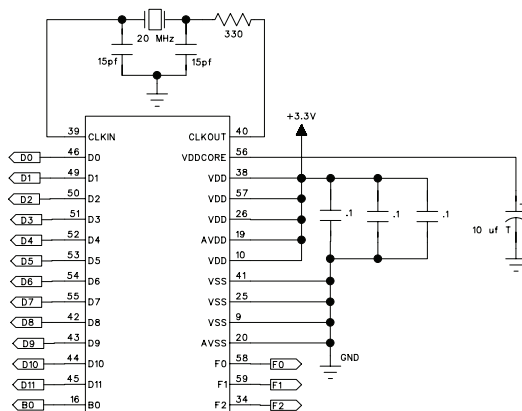 20 MHz
330
15pf
15pf
+3.3V
39 CLKIN CLKOUT 40
D0 46 D0 VDDCORE 56
D1 49 D1 VDD 38
D2 50 D2 VDD 57
D3 51 D3 VDD 26
D4 52 D4 AVDD 19
D5 53 D5 VDD 10
D6 54 D6 VSS 41
D7 55 D7 VSS 25
D8 42 D8 VSS 9
D9 43 D9 AVSS 20
D10 44 D10 F0 58 F0
D11 45 D11 F1 59 F1
B0 16 B0 F2 34 F2
.1
.1
.1
10 uf T
GND